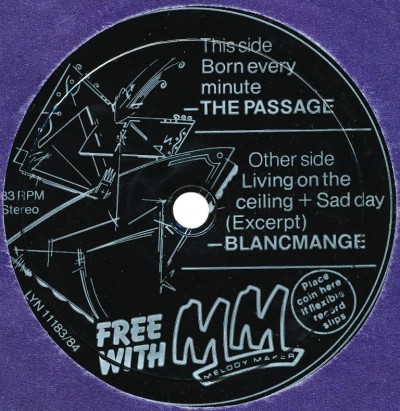 This side
Born every
minute
—THE PASSAGE
Other side
Living on the
ceiling + Sad day
(Excerpt)
—BLANCMANGE
33 RPM
Stereo
LYN 11183/84
FREE
WITH
MM
MELODY MAKER
Place
coin here
if flexible
record
slips